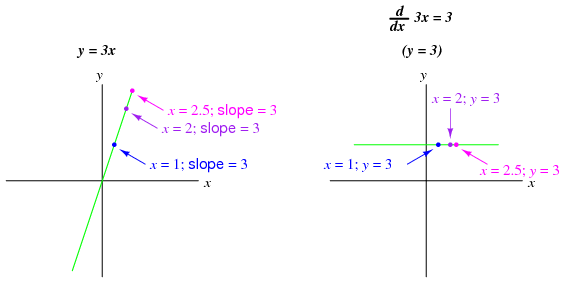 y = 3x
y
x = 2.5; slope = 3
x = 2; slope = 3
x = 1; slope = 3
x
d
dx
3x = 3
(y = 3)
y
x = 2; y = 3
x = 1; y = 3
x = 2.5; y = 3
x